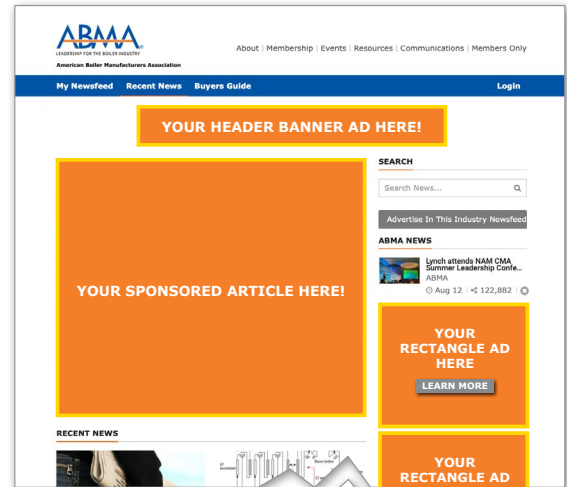 ABMA
LEADERSHIP FOR THE BOILER INDUSTRY
American Boiler Manufacturers Association
About | Membership | Events | Resources | Communications | Members Only
My Newsfeed Recent News Buyers Guide Login
YOUR HEADER BANNER AD HERE!
YOUR SPONSORED ARTICLE HERE!
SEARCH
Search News...
Advertise In This Industry Newsfeed
ABMA NEWS
Lynch attends NAM CMA
Summer Leadership Confe...
ABMA
Aug 12 | 122,882 |
YOUR
RECTANGLE AD
HERE
LEARN MORE
YOUR
RECTANGLE AD
RECENT NEWS